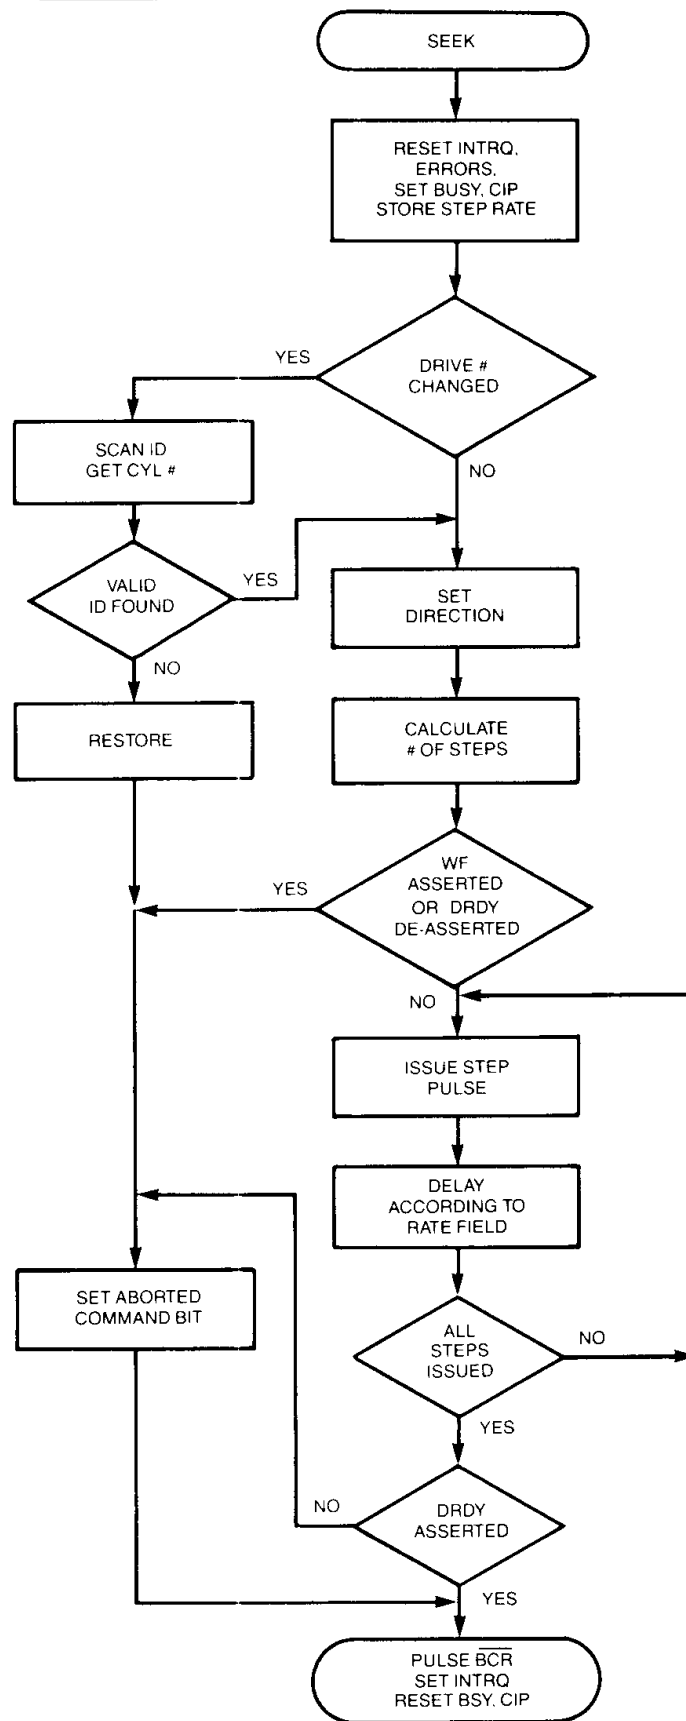 SEEK
RESET INTRQ,
ERRORS,
SET BUSY, CIP
STORE STEP RATE
YES
DRIVE #
CHANGED
NO
SCAN ID
GET CYL #
VALID
ID FOUND
YES
NO
SET
DIRECTION
RESTORE
CALCULATE
# OF STEPS
YES
WF
ASSERTED
OR DRDY
DE-ASSERTED
NO
ISSUE STEP
PULSE
DELAY
ACCORDING TO
RATE FIELD
SET ABORTED
COMMAND BIT
ALL
STEPS
ISSUED
NO
YES
NO
DRDY
ASSERTED
YES
PULSE B̅C̅R̅
SET INTRQ
RESET BSY, CIP